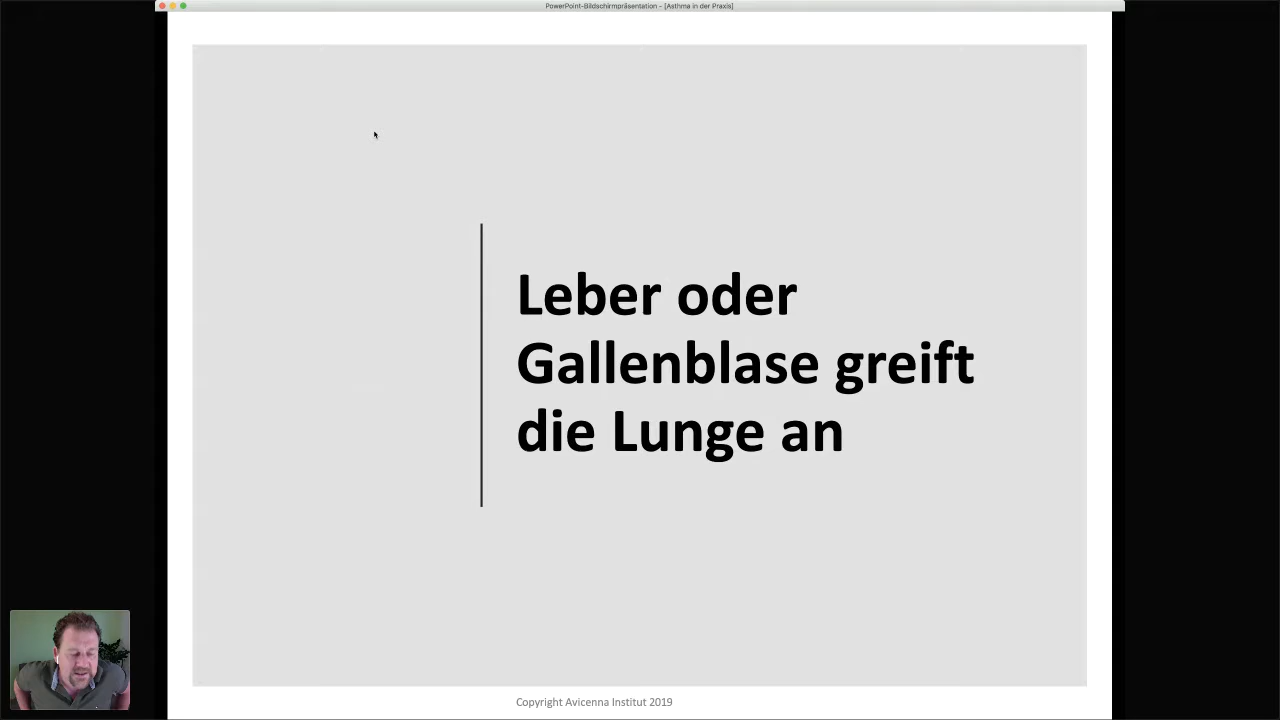 PowerPoint-Bildschirmpräsentation - [Asthma in der Praxis]
Leber oder
Gallenblase greift
die Lunge an
Copyright Avicenna Institut 2019